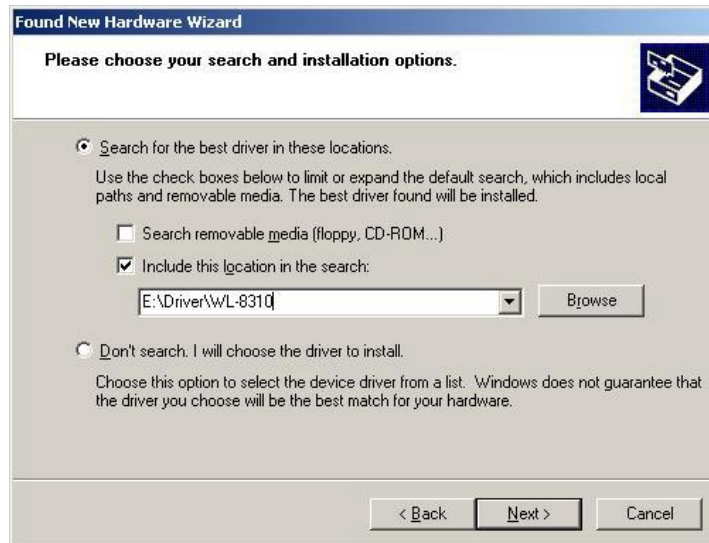 Found New Hardware Wizard
Please choose your search and installation options.
Search for the best driver in these locations.
Use the check boxes below to limit or expand the default search, which includes local
paths and removable media. The best driver found will be installed.
Search removable media (floppy, CD-ROM...)
Include this location in the search:
E:\Driver\WL-8310
Browse
Don't search. I will choose the driver to install.
Choose this option to select the device driver from a list. Windows does not guarantee that
the driver you choose will be the best match for your hardware.
< Back Next > Cancel